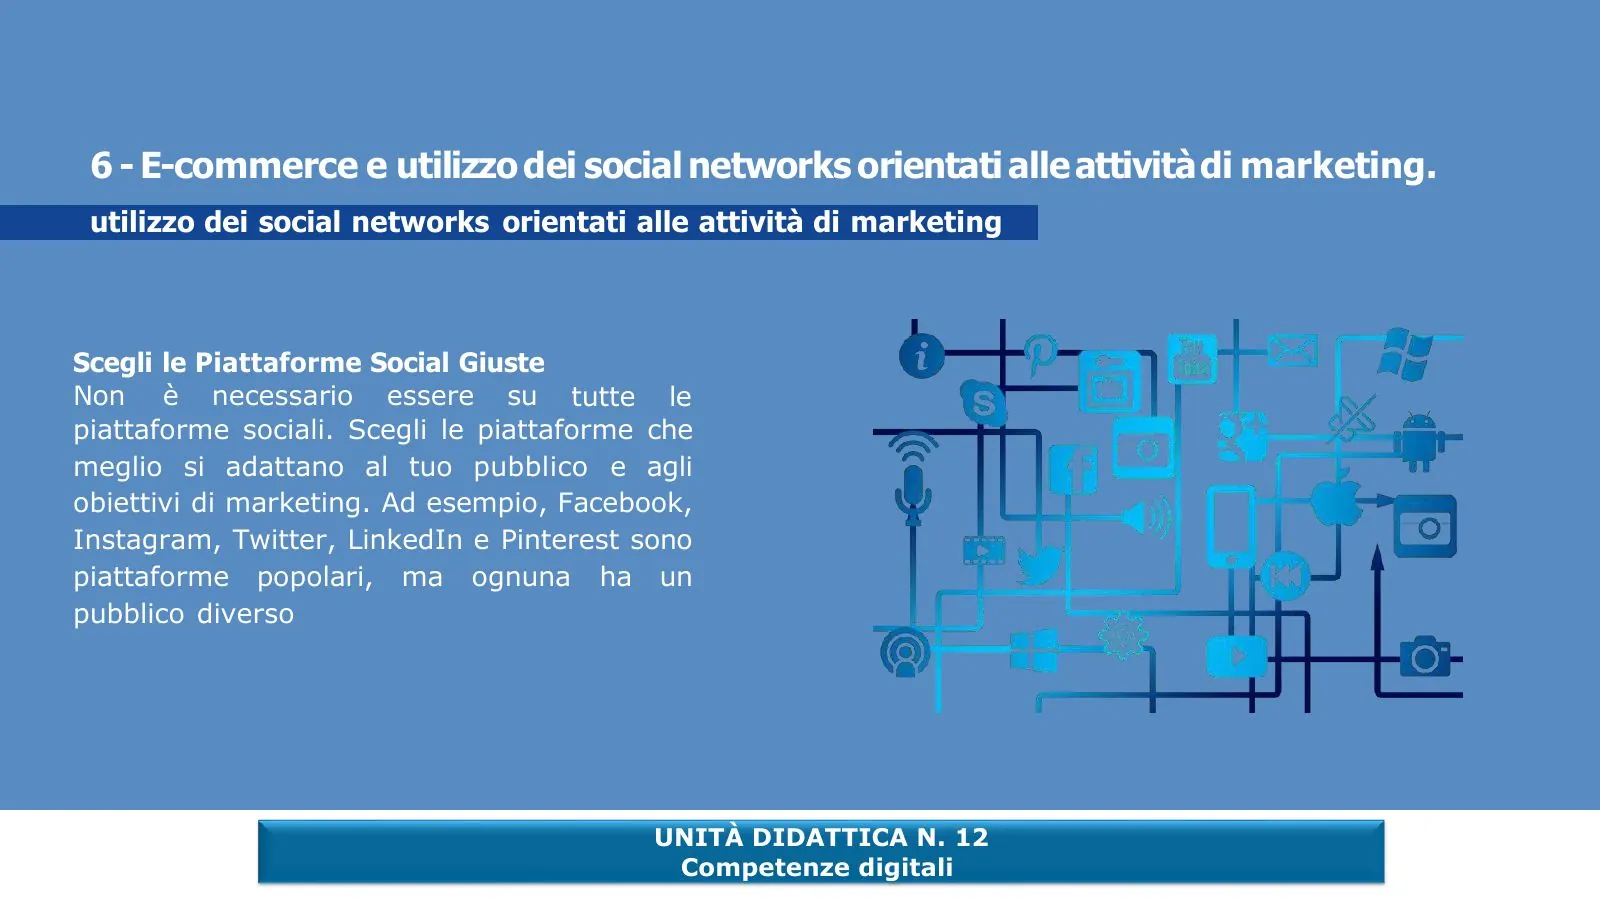 6 - E-commerce e utilizzo dei social networks orientati alle attività di marketing.
utilizzo dei social networks orientati alle attività di marketing
Scegli le Piattaforme Social Giuste
Non è necessario essere su tutte le
piattaforme sociali. Scegli le piattaforme che
meglio si adattano al tuo pubblico e agli
obiettivi di marketing. Ad esempio, Facebook,
Instagram, Twitter, LinkedIn e Pinterest sono
piattaforme popolari, ma ognuna ha un
pubblico diverso
UNITÀ DIDATTICA N. 12
Competenze digitali